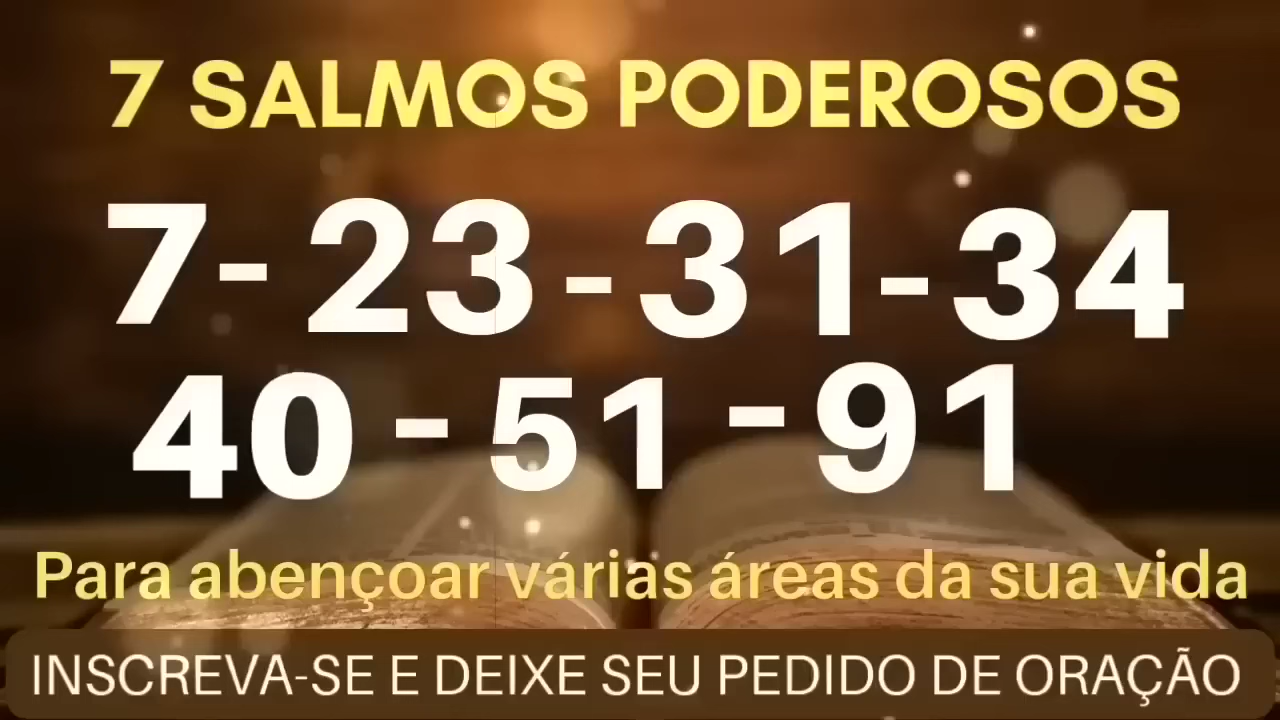 7 SALMOS PODEROSOS
7- 23 - 31 - 34
40 - 51 - 91
Para abençoar várias áreas da sua vida
INSCREVA-SE E DEIXE SEU PEDIDO DE ORAÇÃO